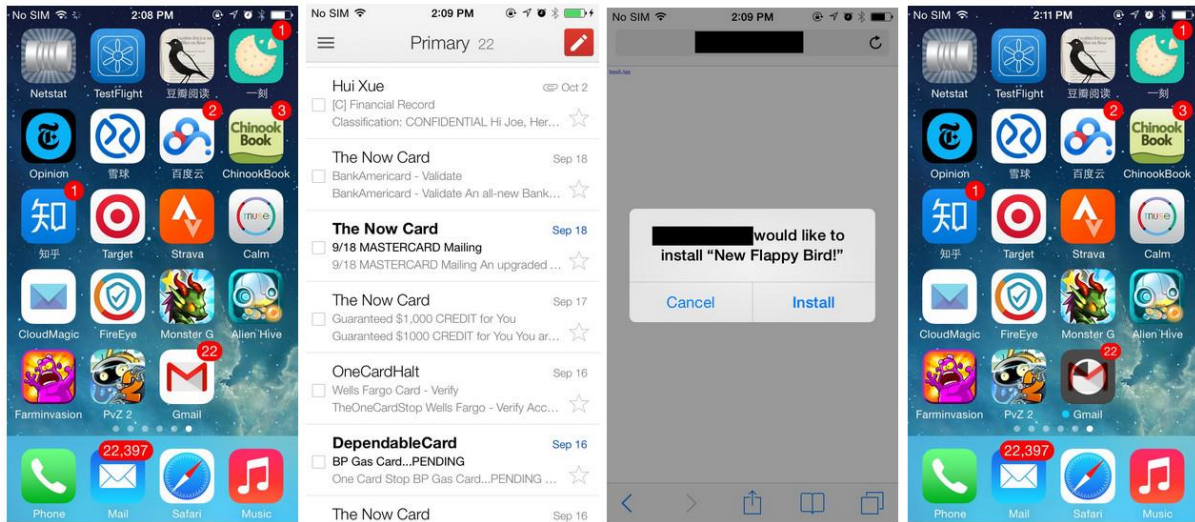 No SIM 2:08 PM
1
Netstat TestFlight 豆瓣阅读 一刻
2 3
Chinook
Book
Opinion 雪球 百度云 ChinookBook
1
知 muse
知乎 Target Strava Calm
CloudMagic FireEye Monster G Alien Hive
22
Farminvasion PvZ 2 Gmail
22,397
Phone Mail Safari Music
No SIM 2:09 PM
Primary 22
Hui Xue Oct 2
[C] Financial Record
Classification: CONFIDENTIAL Hi Joe, Her...
The Now Card Sep 18
BankAmericard - Validate
BankAmericard - Validate An all-new Bank...
The Now Card Sep 18
9/18 MASTERCARD Mailing
9/18 MASTERCARD Mailing An upgraded ...
The Now Card Sep 17
Guaranteed $1,000 CREDIT for You
Guaranteed $1000 CREDIT for You You ar...
OneCardHalt Sep 16
Wells Fargo Card - Verify
TheOneCardStop Wells Fargo - Verify Acc...
DependableCard Sep 16
BP Gas Card...PENDING
One Card Stop BP Gas Card...PENDING ...
The Now Card Sep 16
No SIM 2:09 PM
Install App
would like to
install “New Flappy Bird!”
Cancel Install
No SIM 2:11 PM
1
Netstat TestFlight 豆瓣阅读 一刻
2 3
Chinook
Book
Opinion 雪球 百度云 ChinookBook
1
知 muse
知乎 Target Strava Calm
CloudMagic FireEye Monster G Alien Hive
22
Farminvasion PvZ 2 Gmail
22,397
Phone Mail Safari Music